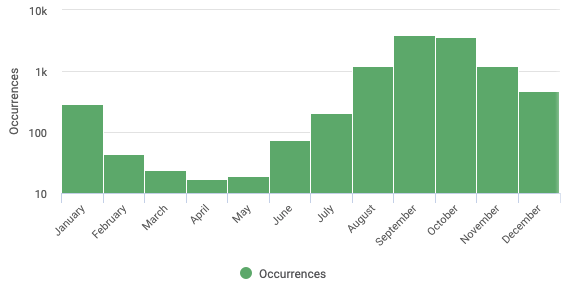 10k
1k
100
10
Occurrences
January
February
March
April
May
June
July
August
September
October
November
December
Occurrences